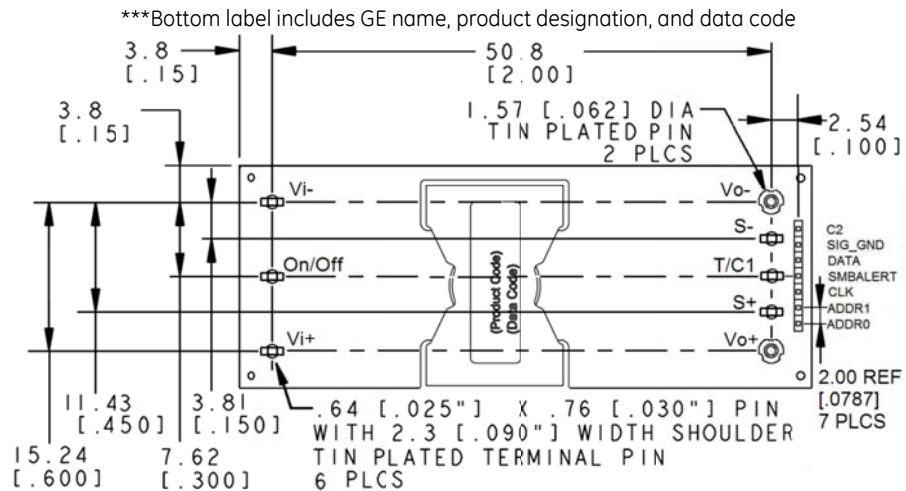 ***Bottom label includes GE name, product designation, and data code
3.8
[.15]
50.8
[2.00]
3.8
[.15]
1.57 [.062] DIA
TIN PLATED PIN
2 PLCS
2.54
[.100]
Vi-
Vo-
S-
C2
SIG_GND
DATA
On/Off
T/C1
SMBALERT
CLK
S+
ADDR1
ADDR0
Vi+
Vo+
(Product Code)
(Data Code)
2.00 REF
[.0787]
7 PLCS
11.43
[.450]
3.81
[.150]
.64 [.025"] X .76 [.030"] PIN
WITH 2.3 [.090"] WIDTH SHOULDER
TIN PLATED TERMINAL PIN
6 PLCS
15.24
[.600]
7.62
[.300]